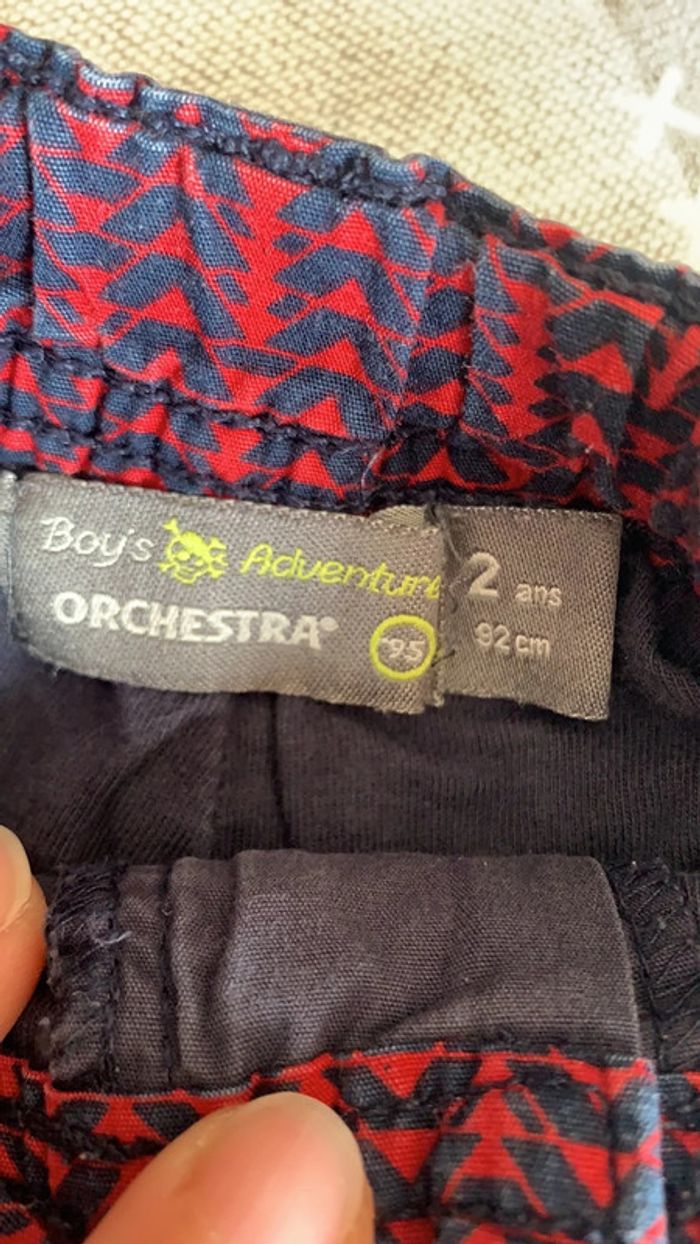 Boy's Adventure
ORCHESTRA®
95
2 ans
92 cm